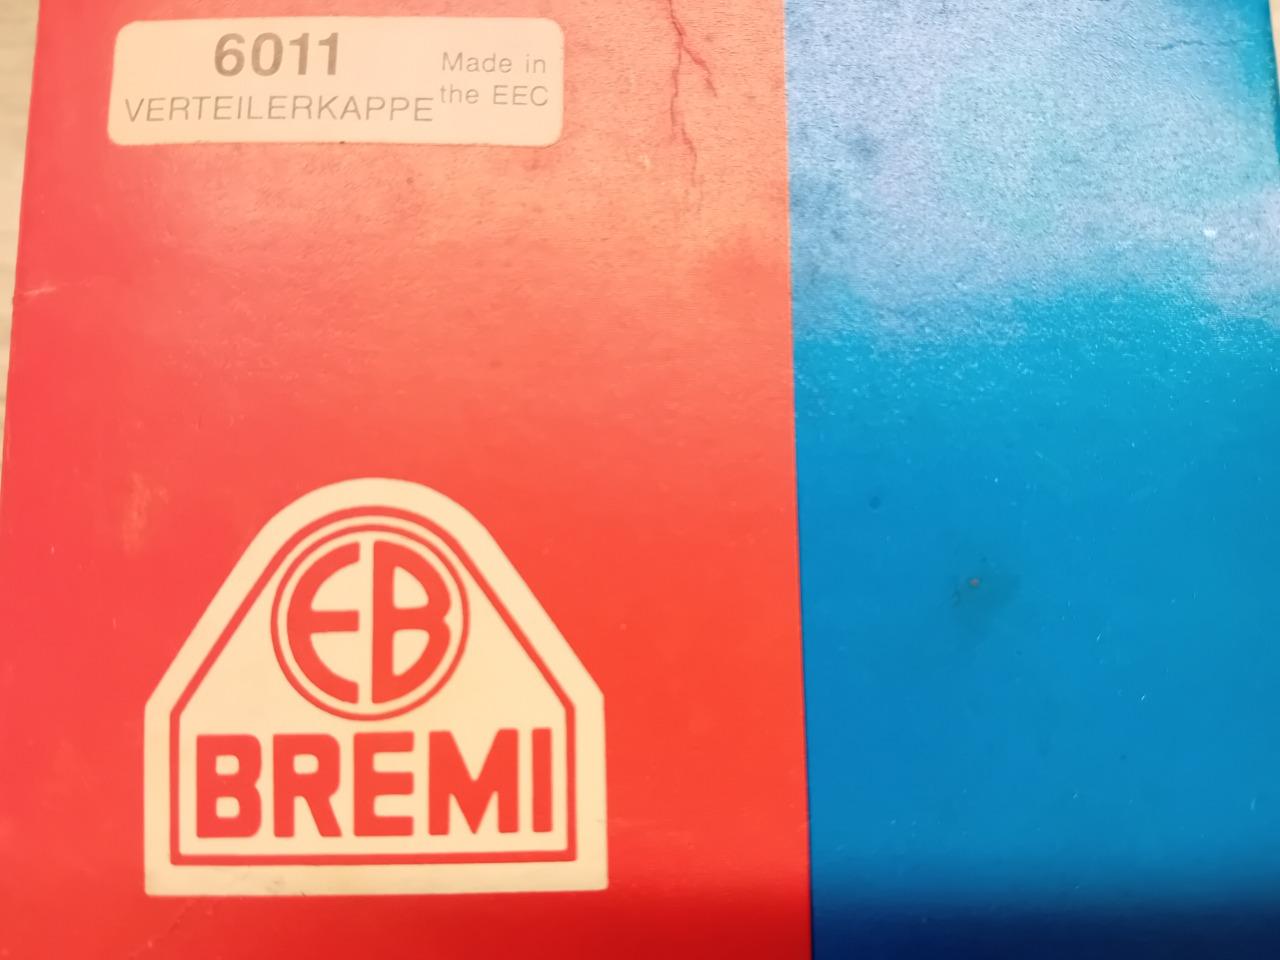 6011
VERTEILERKAPPE
Made in
the EEC
EB
BREMI